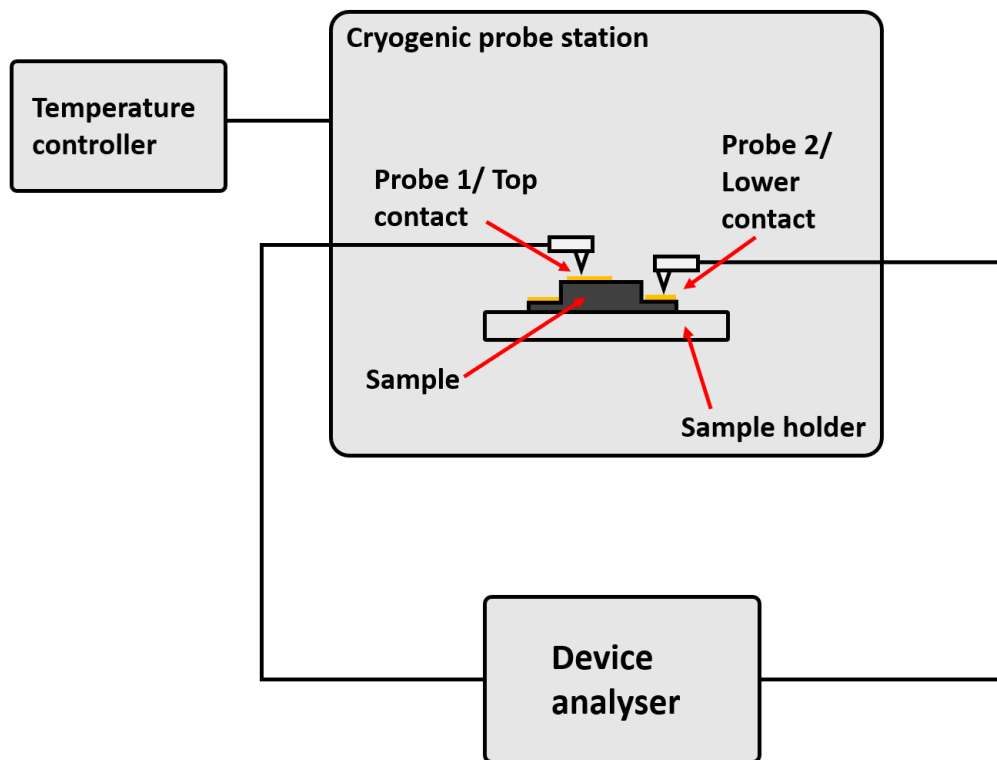 Cryogenic probe station
Temperature
controller
Probe 1/ Top
contact
Probe 2/
Lower
contact
Sample
Sample holder
Device
analyser